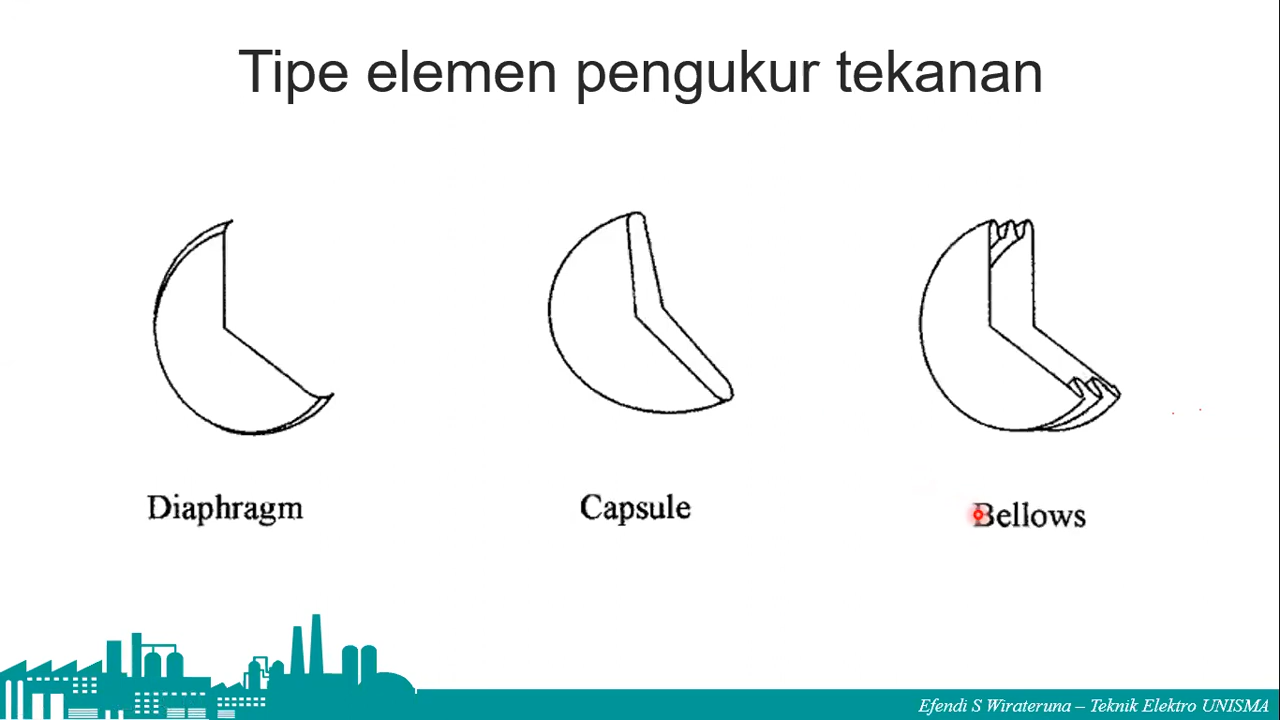 Tipe elemen pengukur tekanan
Diaphragm
Capsule
Bellows
Efendi S Wirateruna – Teknik Elektro UNISMA